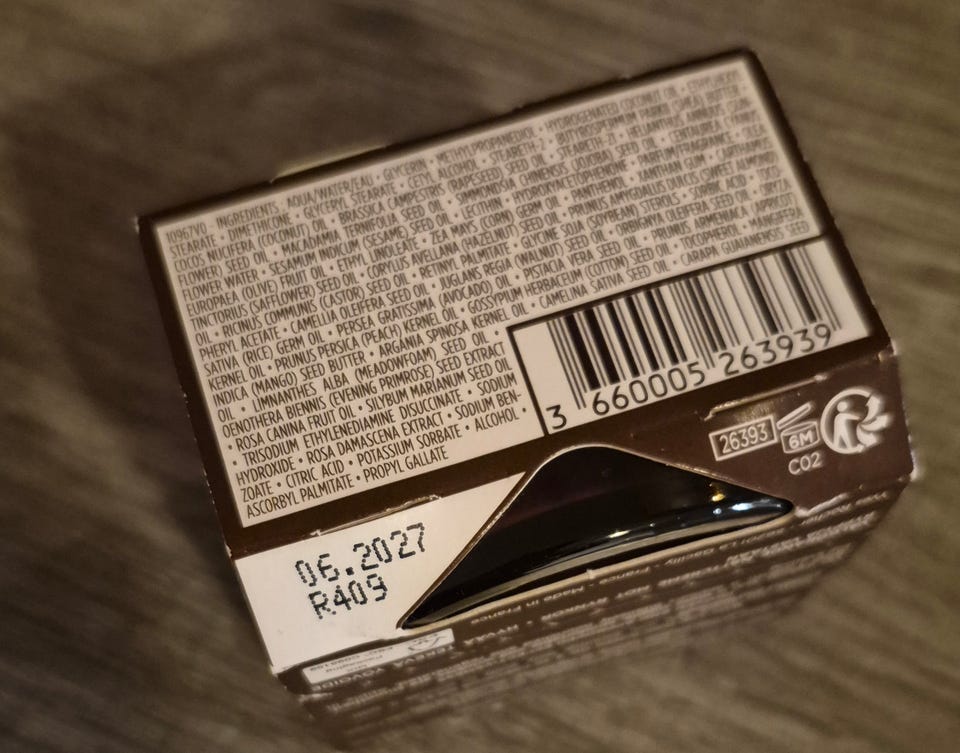 INGREDIENTS: AQUA/WATER/EAU • GLYCERIN • METHYLPROPANEDIOL • HYDROGENATED COCONUT OIL • ETHYLHEXYL
STEARATE • DIMETHICONE • GLYCERYL STEARATE • CETYL ALCOHOL • STEARETH-2 • BUTYROSPERMUM PARKII (SHEA) BUTTER •
COCOS NUCIFERA (COCONUT) OIL • BRASSICA CAMPESTRIS (RAPESEED) SEED OIL • STEARETH-21 • HELIANTHUS ANNUUS (SUN-
FLOWER) SEED OIL • MACADAMIA TERNIFOLIA SEED OIL • SIMMONDSIA CHINENSIS (JOJOBA) SEED OIL • CENTAUREA CYANUS
FLOWER WATER • SESAMUM INDICUM (SESAME) SEED OIL • LECITHIN • HYDROXYACETOPHENONE • PARFUM/FRAGRANCE • OLEA
EUROPAEA (OLIVE) FRUIT OIL • ETHYL LINOLEATE • ZEA MAYS (CORN) GERM OIL • PANTHENOL • XANTHAN GUM • CARTHAMUS
TINCTORIUS (SAFFLOWER) SEED OIL • CORYLUS AVELLANA (HAZELNUT) SEED OIL • PRUNUS AMYGDALUS DULCIS (SWEET ALMOND)
OIL • RICINUS COMMUNIS (CASTOR) SEED OIL • RETINYL PALMITATE • GLYCINE SOJA (SOYBEAN) STEROLS • SORBIC ACID • TOCO-
PHERYL ACETATE • CAMELLIA OLEIFERA SEED OIL • JUGLANS REGIA (WALNUT) SEED OIL • ORBIGNYA OLEIFERA SEED OIL • ORYZA
SATIVA (RICE) GERM OIL • PERSEA GRATISSIMA (AVOCADO) OIL • PISTACIA VERA SEED OIL • PRUNUS ARMENIACA (APRICOT)
KERNEL OIL • PRUNUS PERSICA (PEACH) KERNEL OIL • GOSSYPIUM HERBACEUM (COTTON) SEED OIL • TOCOPHEROL • MANGIFERA
INDICA (MANGO) SEED BUTTER • ARGANIA SPINOSA KERNEL OIL • CAMELINA SATIVA SEED OIL • CARAPA GUAIANENSIS SEED
OIL • LIMNANTHES ALBA (MEADOWFOAM) SEED OIL •
OENOTHERA BIENNIS (EVENING PRIMROSE) SEED EXTRACT
• ROSA CANINA FRUIT OIL • SILYBUM MARIANUM SEED OIL
• TRISODIUM ETHYLENEDIAMINE DISUCCINATE • SODIUM
HYDROXIDE • ROSA DAMASCENA EXTRACT • SODIUM BEN-
ZOATE • CITRIC ACID • POTASSIUM SORBATE • ALCOHOL •
ASCORBYL PALMITATE • PROPYL GALLATE
3 660005 263939
26393
6M
C02
06.2027
R409
Made in France